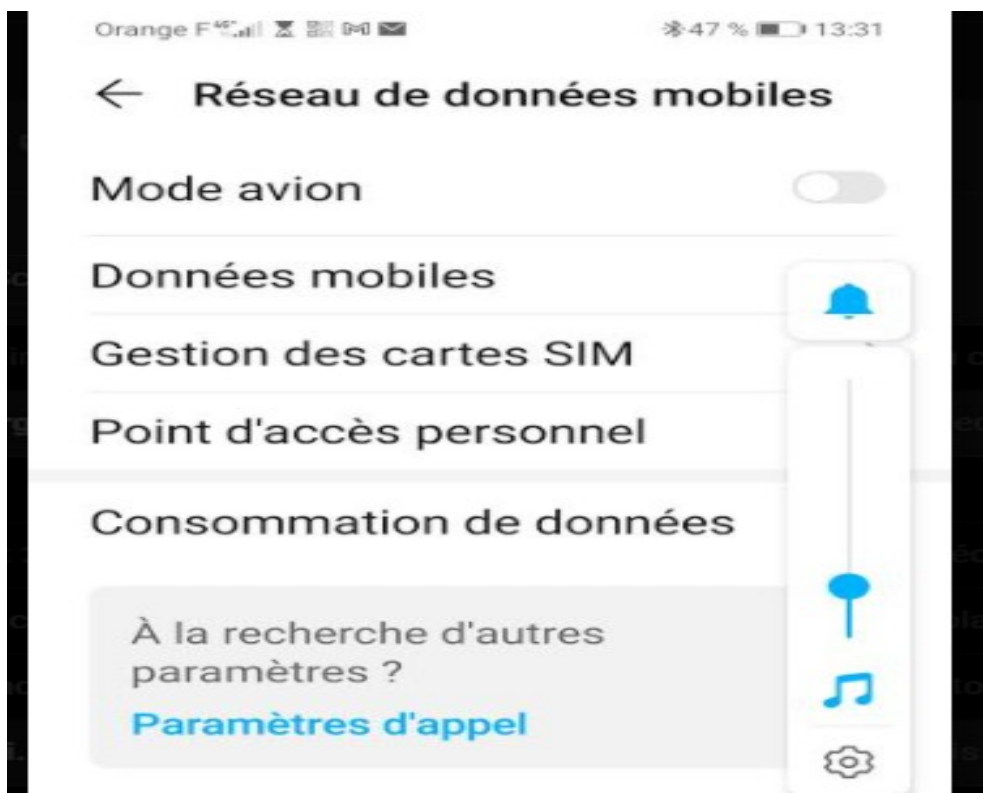 Orange F 4G+ 47 % 13:31
Réseau de données mobiles
Mode avion
Données mobiles
Gestion des cartes SIM
Point d'accès personnel
Consommation de données
À la recherche d'autres
paramètres ?
Paramètres d'appel